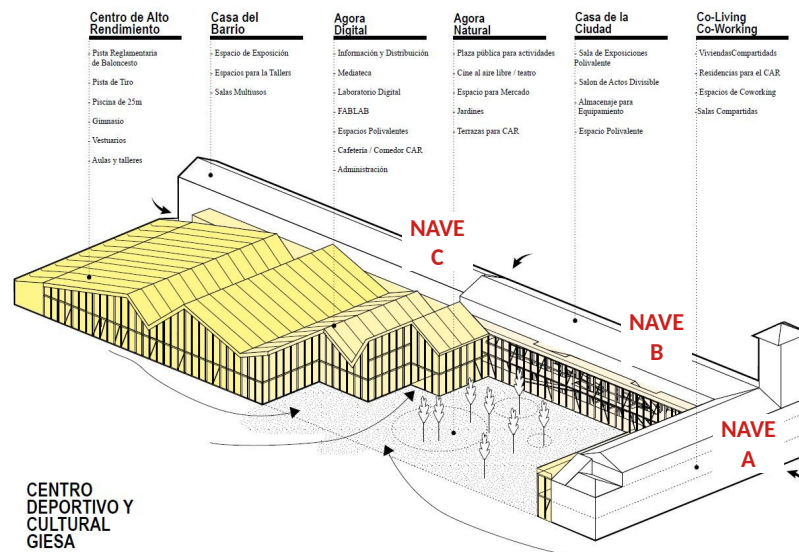 Centro de Alto
Rendimiento
- Pista Reglamentaria
de Baloncesto
- Pista de Tiro
- Piscina de 25m
- Gimnasio
- Vestuarios
- Aulas y talleres
Casa del
Barrio
- Espacio de Exposición
- Espacios para la Tallers
- Salas Multiusos
Agora
Digital
- Información y Distribución
- Mediateca
- Laboratorio Digital
- FABLAB
- Espacios Polivalentes
- Cafetería / Comedor CAR
- Administración
Agora
Natural
- Plaza pública para actividades
- Cine al aire libre / teatro
- Espacio para Mercado
- Jardines
- Terrazas para CAR
Casa de la
Ciudad
- Sala de Exposiciones
Polivalente
- Salon de Actos Divisible
- Almacenaje para
Equipamiento
- Espacio Polivalente
Co-Living
Co-Working
- ViviendasCompartidads
- Residencias para el CAR
- Espacios de Coworking
- Salas Compartidas
NAVE
C
NAVE
B
NAVE
A
CENTRO
DEPORTIVO Y
CULTURAL
GIESA